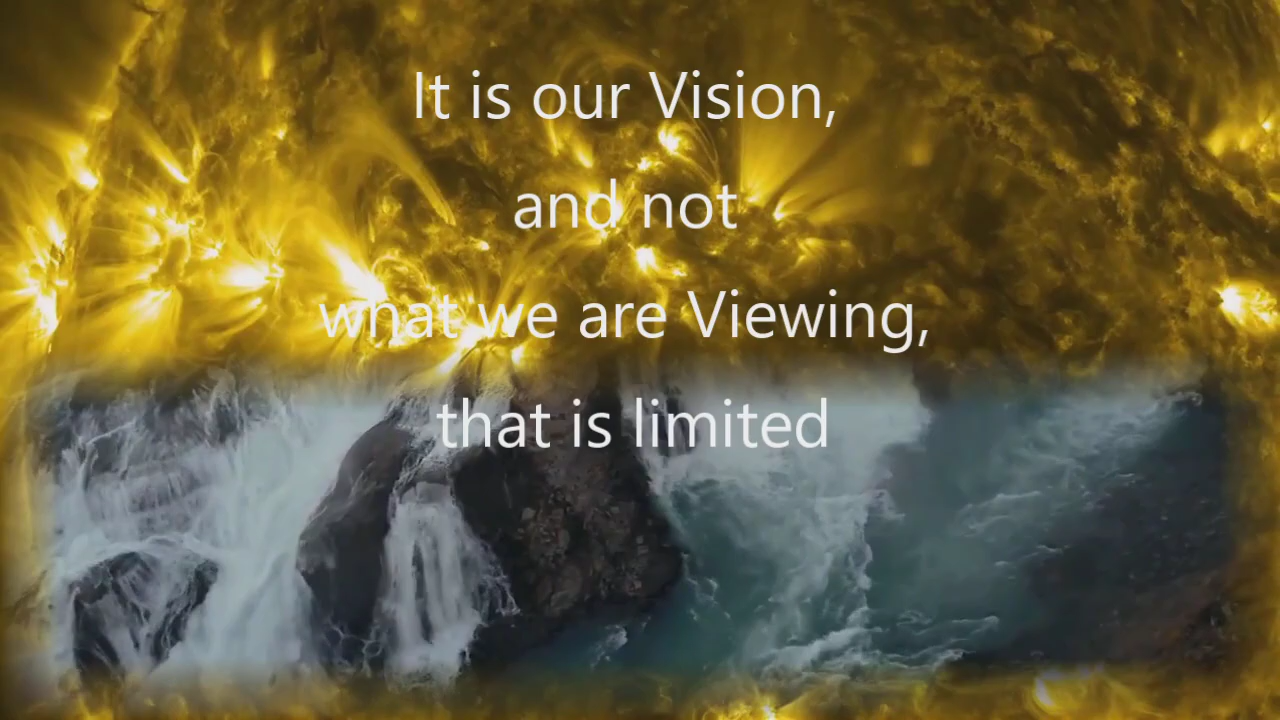 It is our Vision,
and not
what we are Viewing,
that is limited